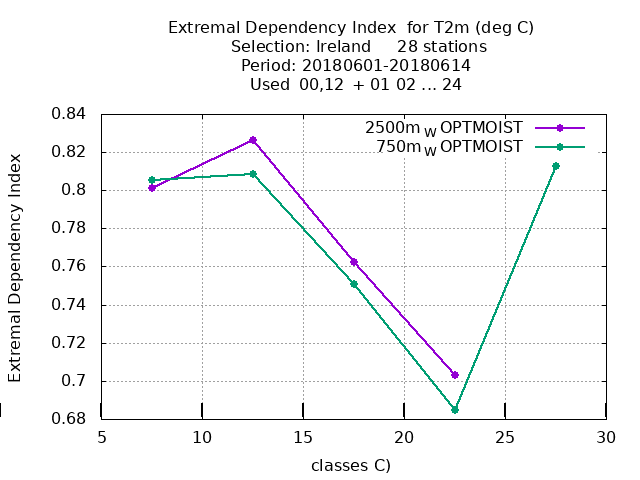 Extremal Dependency Index for T2m (deg C)
Selection: Ireland 28 stations
Period: 20180601-20180614
Used 00,12 + 01 02 ... 24
2500m W OPTMOIST
750m W OPTMOIST
Extremal Dependency Index
0.84
0.82
0.8
0.78
0.76
0.74
0.72
0.7
0.68
5 10 15 20 25 30
classes C)